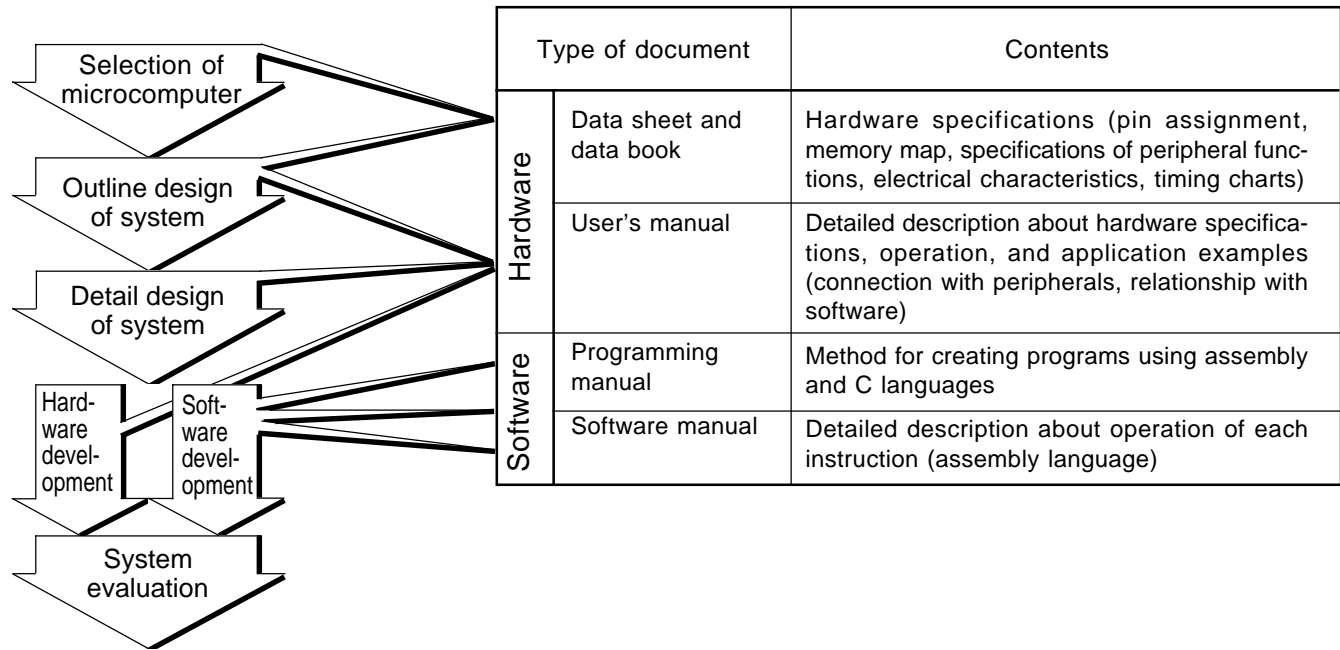 Selection of
microcomputer
Outline design
of system
Detail design
of system
Hard-
ware
devel-
opment
Soft-
ware
devel-
opment
System
evaluation
Type of document
Contents
Hardware
Data sheet and
data book
Hardware specifications (pin assignment,
memory map, specifications of peripheral func-
tions, electrical characteristics, timing charts)
User's manual
Detailed description about hardware specifica-
tions, operation, and application examples
(connection with peripherals, relationship with
software)
Software
Programming
manual
Method for creating programs using assembly
and C languages
Software manual
Detailed description about operation of each
instruction (assembly language)